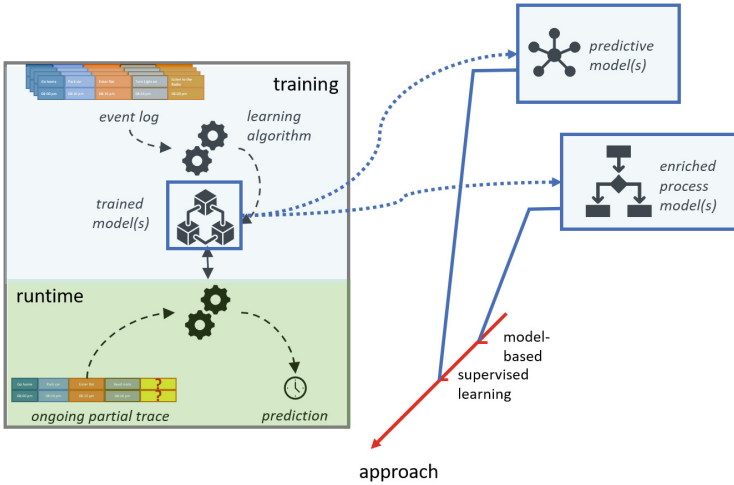 training
event log
learning
algorithm
trained
model(s)
runtime
ongoing partial trace
prediction
predictive
model(s)
enriched
process
model(s)
model-
based
supervised
learning
approach